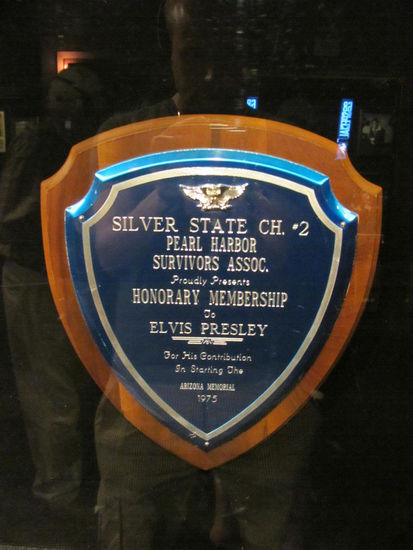 SILVER STATE CH. #2
PEARL HARBOR
SURVIVORS ASSOC.
Proudly Presents
HONORARY MEMBERSHIP
To
ELVIS PRESLEY
For His Contribution
In Starting The
ARIZONA MEMORIAL
1975